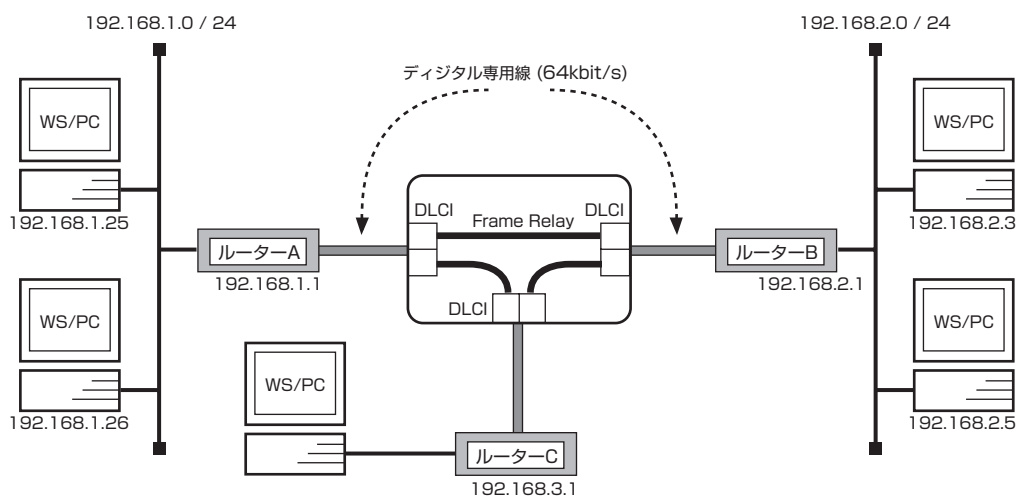 192.168.1.0 / 24
192.168.2.0 / 24
ディジタル専用線 (64kbit/s)
WS/PC
192.168.1.25
WS/PC
192.168.2.3
DLCI
Frame Relay
DLCI
ルーターA
192.168.1.1
ルーターB
192.168.2.1
DLCI
WS/PC
192.168.1.26
WS/PC
192.168.2.5
WS/PC
ルーターC
192.168.3.1